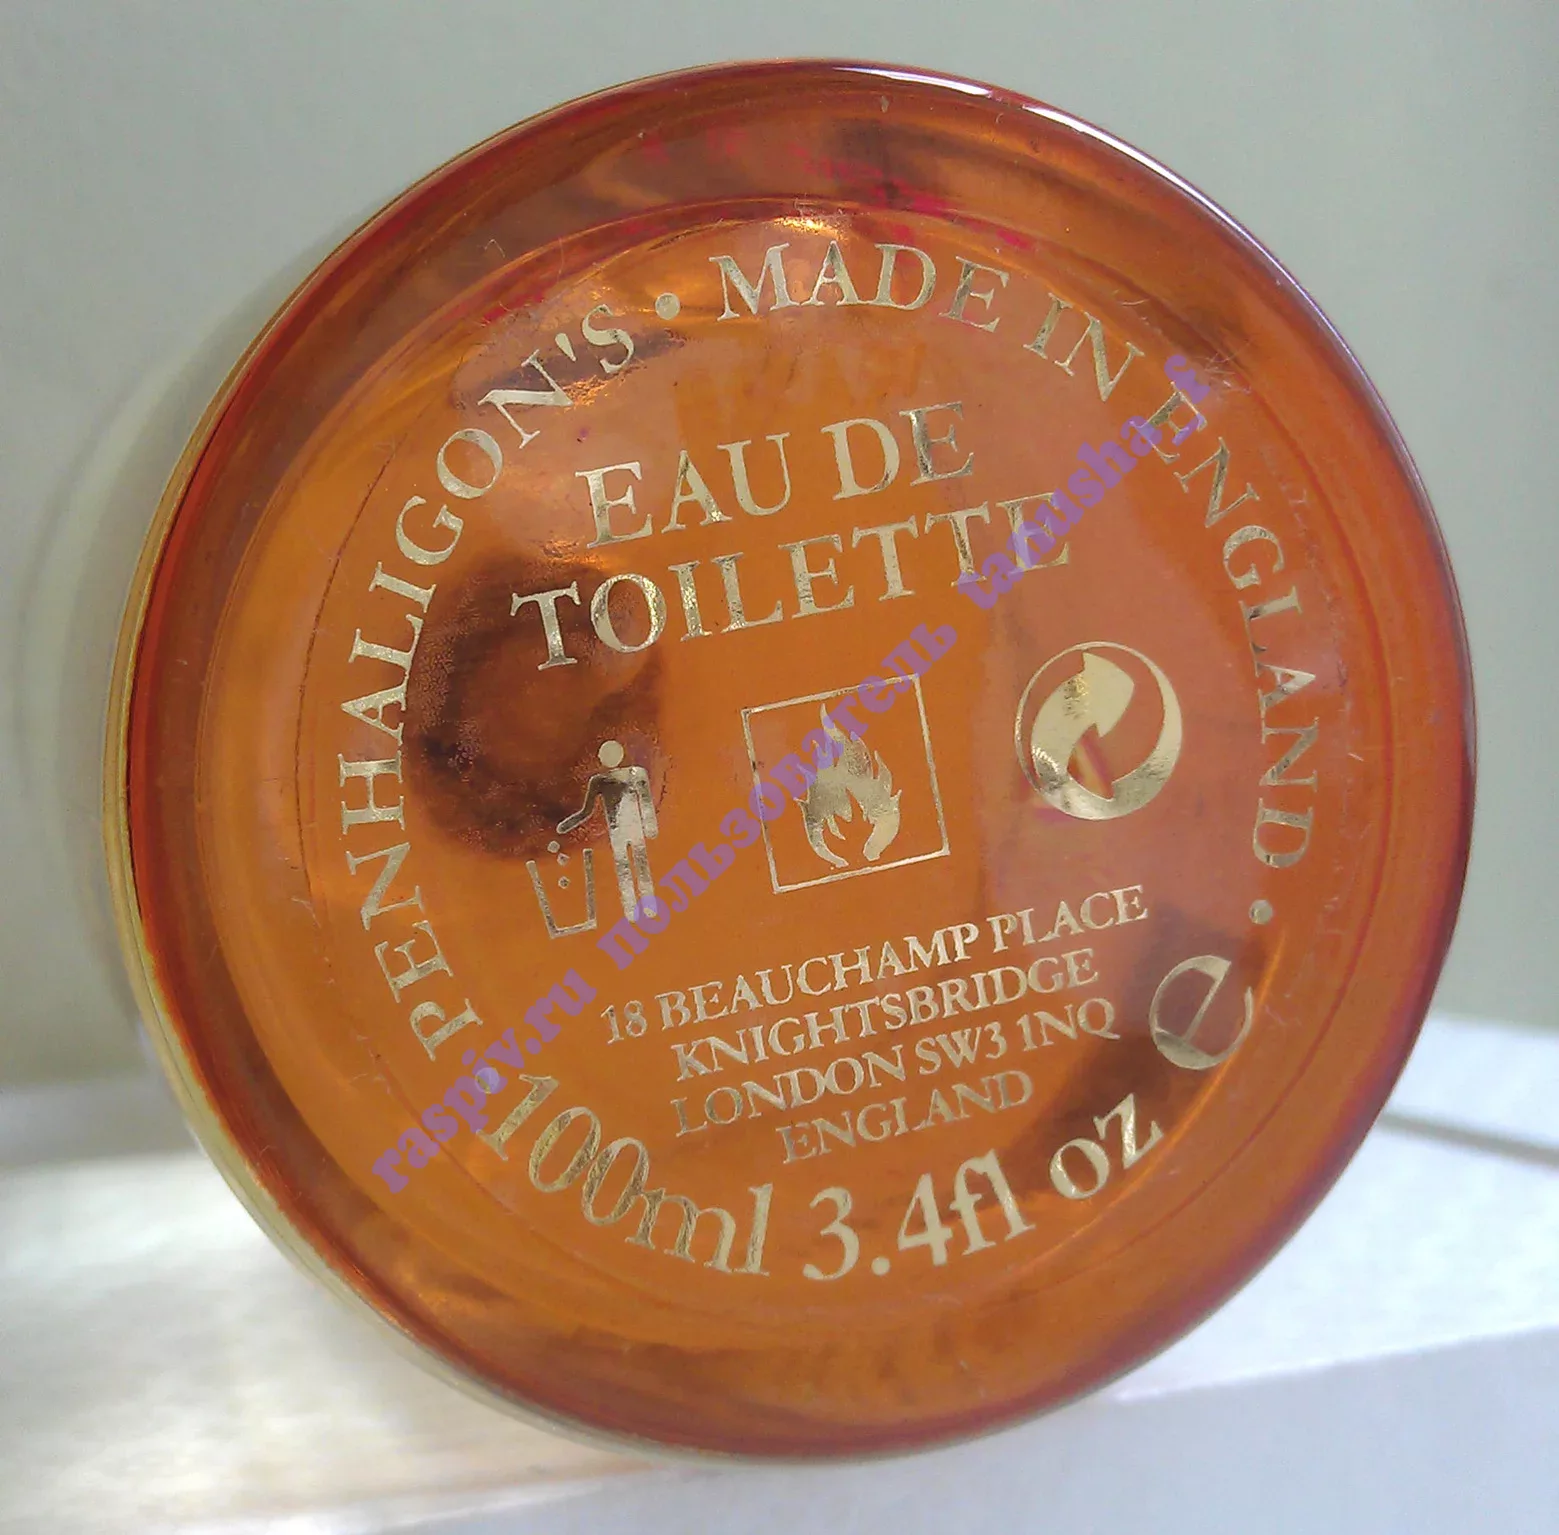 PENHALIGON'S • MADE IN ENGLAND •
EAU DE
TOILETTE
18 BEAUCHAMP PLACE
KNIGHTSBRIDGE
LONDON SW3 1NQ
ENGLAND
100ml 3.4fl oz e
raspiv.ru пользователь tanusha_f